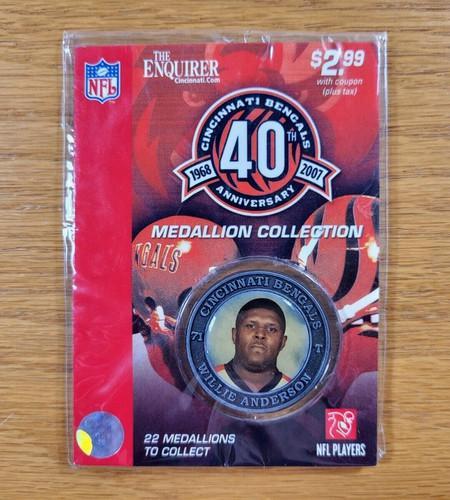 NFL
THE
ENQUIRER
Cincinnati.Com
$2.99
with coupon
(plus tax)
CINCINNATI BENGALS
40TH
1968 2007
ANNIVERSARY
MEDALLION COLLECTION
NGALS
CINCINNATI BENGALS
71 T
WILLIE ANDERSON
22 MEDALLIONS
TO COLLECT
NFL PLAYERS